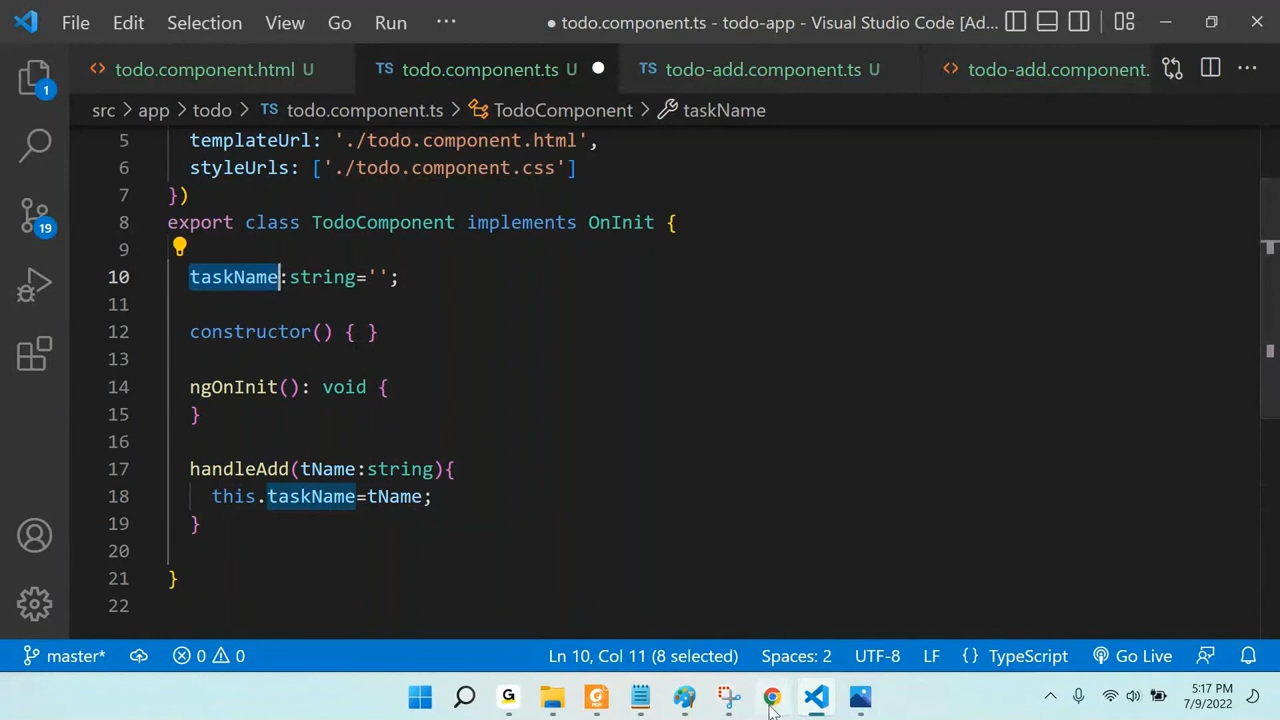 File Edit Selection View Go Run ··· ● todo.component.ts - todo-app - Visual Studio Code [Ad...
<> todo.component.html U TS todo.component.ts U ● TS todo-add.component.ts U <> todo-add.component. ···
src > app > todo > TS todo.component.ts > TodoComponent > taskName
5 templateUrl: './todo.component.html',
6 styleUrls: ['./todo.component.css']
7 })
8 export class TodoComponent implements OnInit {
9
10 taskName:string='';
11
12 constructor() { }
13
14 ngOnInit(): void {
15 }
16
17 handleAdd(tName:string){
18 this.taskName=tName;
19 }
20
21 }
22
1
19
master* 0 0 Ln 10, Col 11 (8 selected) Spaces: 2 UTF-8 LF {} TypeScript Go Live
G
5:17 PM
7/9/2022